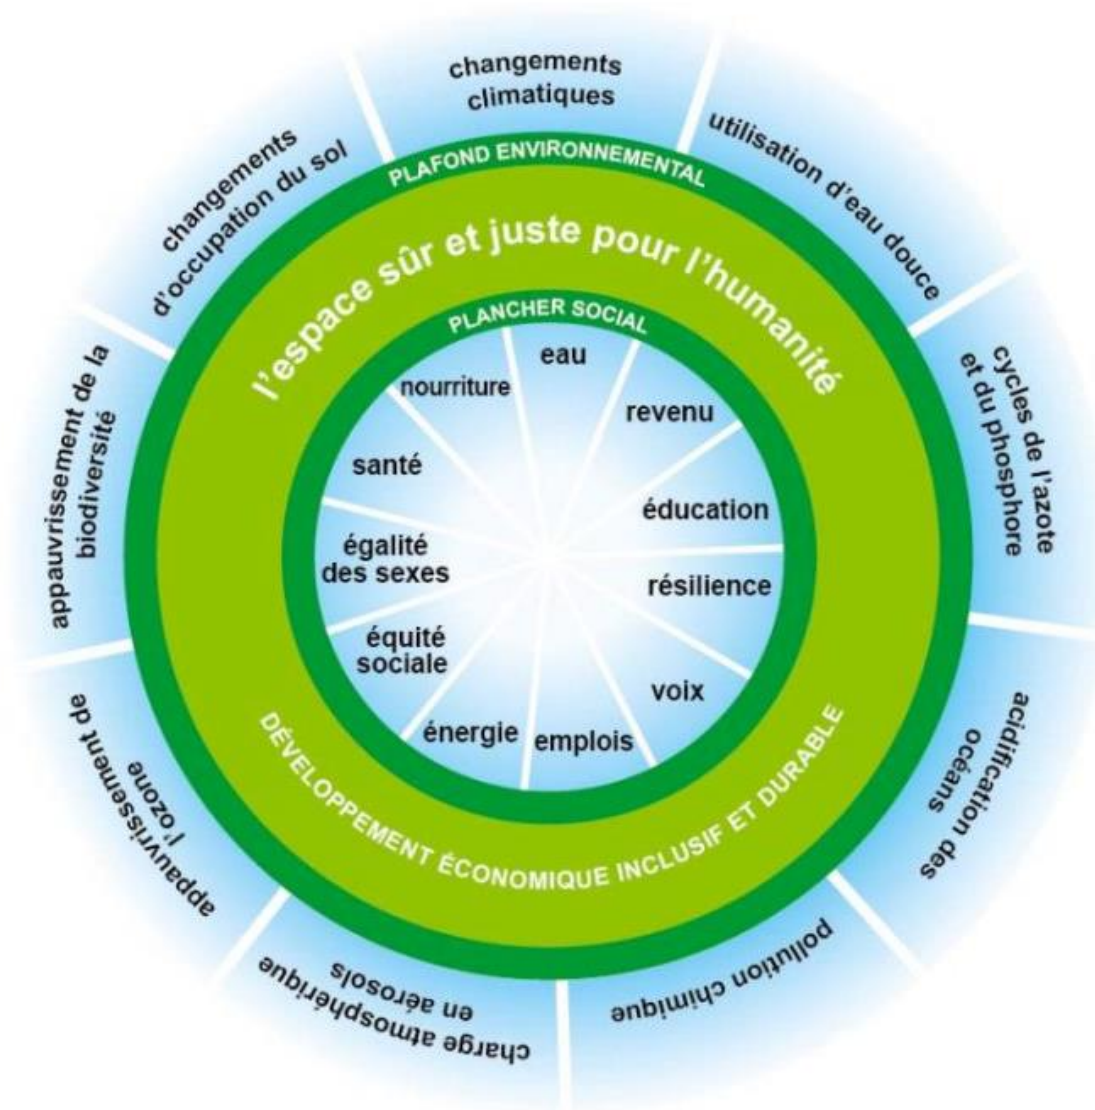 changements
climatiques
utilisation d'eau douce
cycles de l'azote
et du phosphore
acidification des
océans
pollution chimique
charge atmosphérique
en aérosols
appauvrissement de
l'ozone
appauvrissement de la
biodiversité
changements
d'occupation du sol
PLAFOND ENVIRONNEMENTAL
l'espace sûr et juste pour l'humanité
PLANCHER SOCIAL
eau
revenu
éducation
résilience
voix
emplois
énergie
équité
sociale
égalité
des sexes
santé
nourriture
DÉVELOPPEMENT ÉCONOMIQUE INCLUSIF ET DURABLE